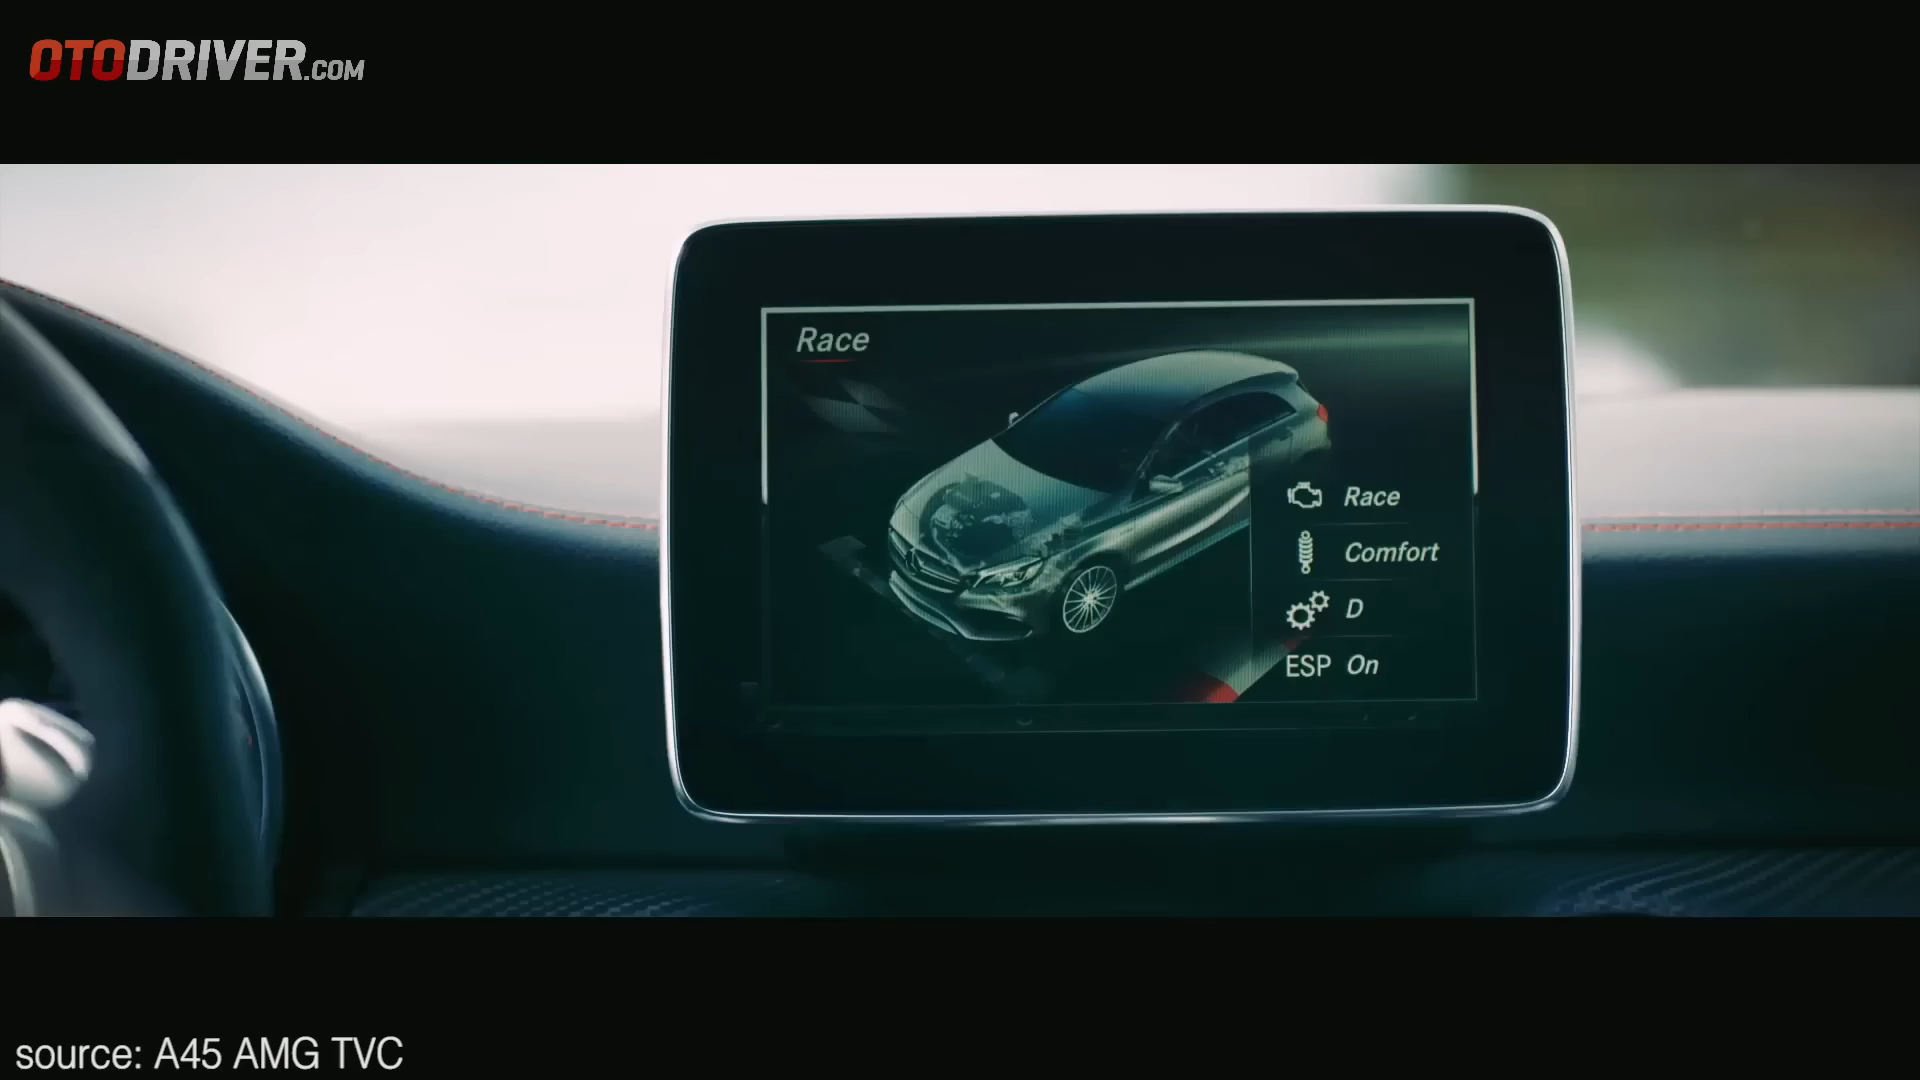 OTODRIVER.COM
Race
Race
Comfort
D
ESP On
source: A45 AMG TVC